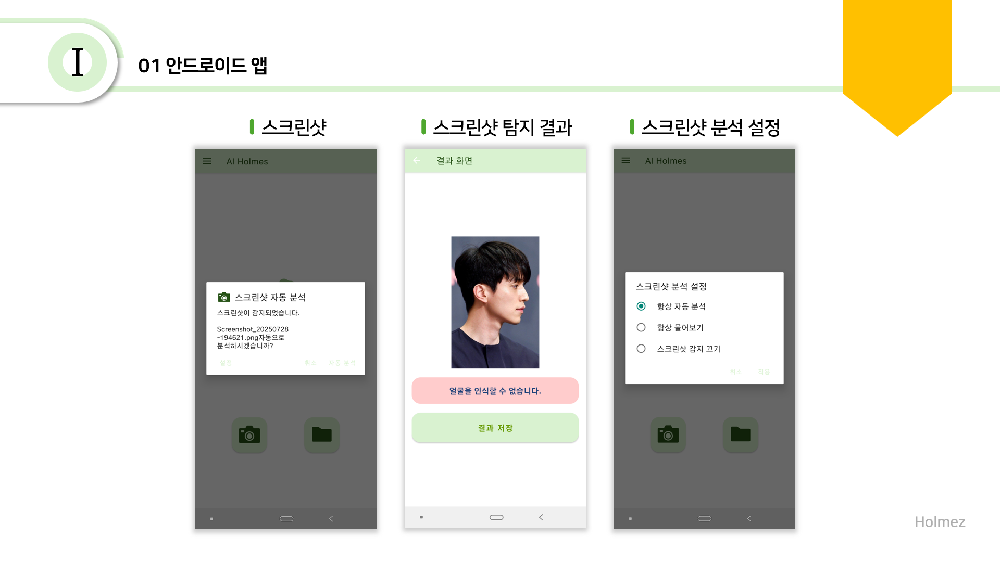 I
01 안드로이드 앱
스크린샷
스크린샷 탐지 결과
스크린샷 분석 설정
AI Holmes
스크린샷 자동 분석
스크린샷이 감지되었습니다.
Screenshot_20250728
-194621.png자동으로
분석하시겠습니까?
설정 취소 자동 분석
결과 화면
얼굴을 인식할 수 없습니다.
결과 저장
AI Holmes
스크린샷 분석 설정
항상 자동 분석
항상 물어보기
스크린샷 감지 끄기
취소 적용
Holmez